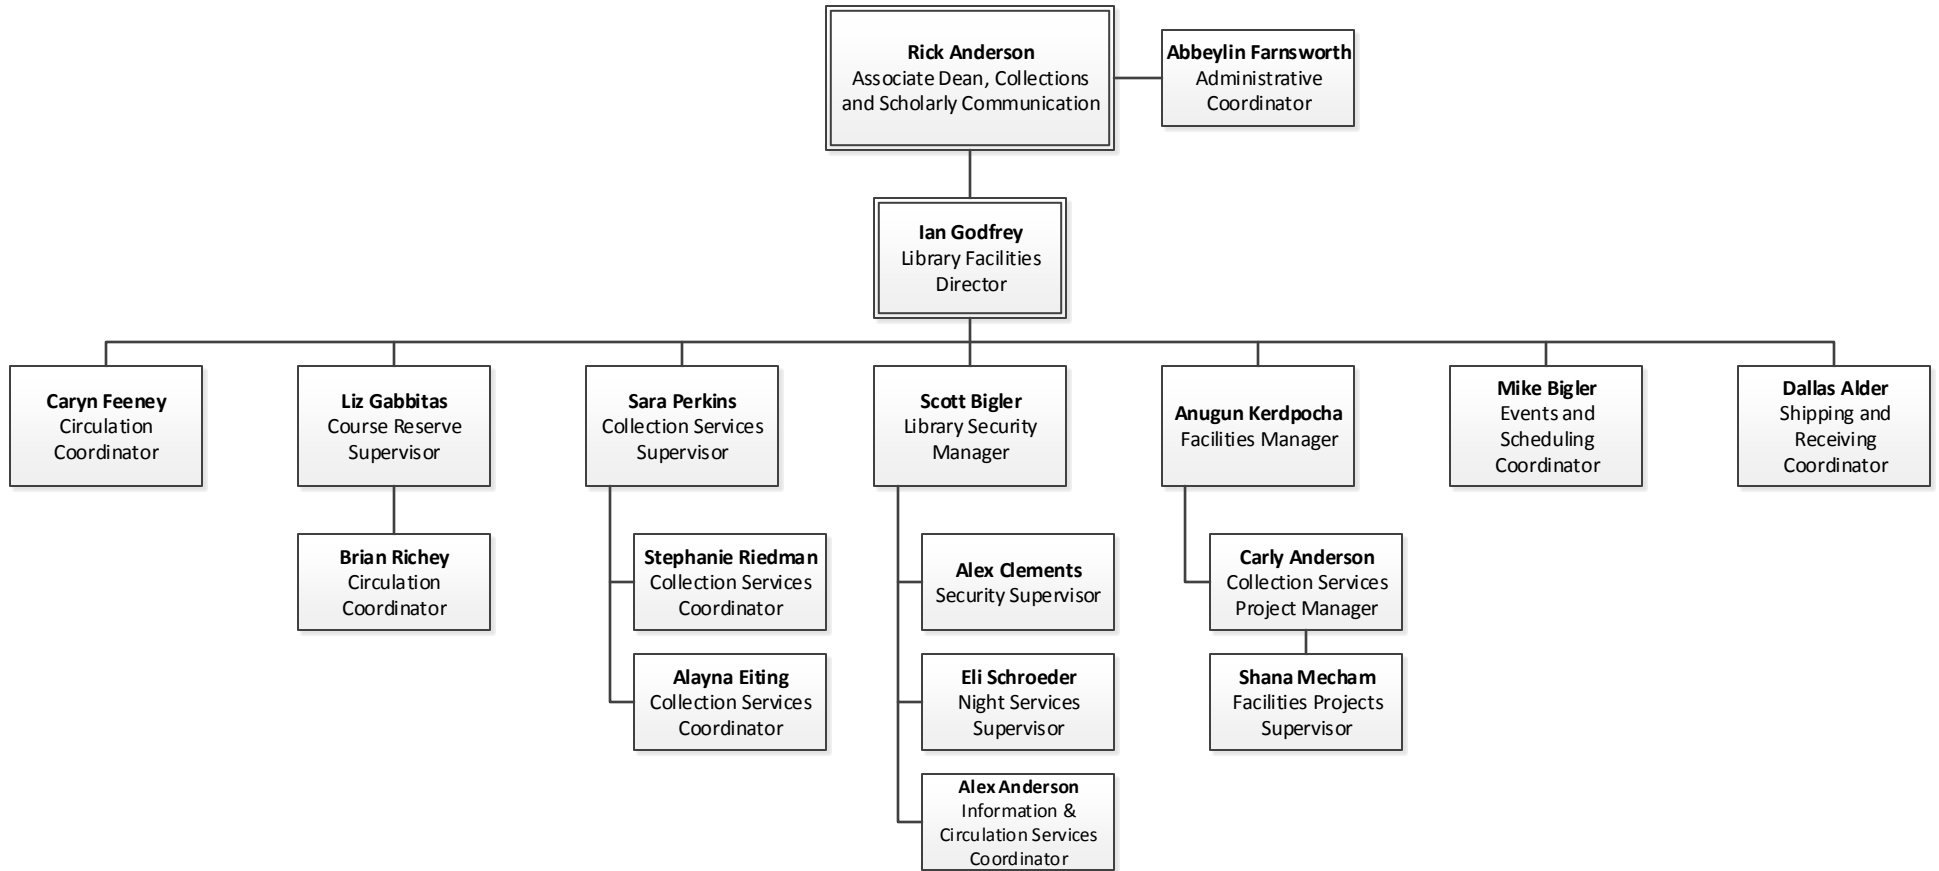 Rick Anderson
Associate Dean, Collections
and Scholarly Communication
Abbeylin Farnsworth
Administrative
Coordinator
Ian Godfrey
Library Facilities
Director
Caryn Feeney
Circulation
Coordinator
Liz Gabbitas
Course Reserve
Supervisor
Sara Perkins
Collection Services
Supervisor
Scott Bigler
Library Security
Manager
Anugun Kerdpocha
Facilities Manager
Mike Bigler
Events and
Scheduling
Coordinator
Dallas Alder
Shipping and
Receiving
Coordinator
Brian Richey
Circulation
Coordinator
Stephanie Riedman
Collection Services
Coordinator
Alayna Eiting
Collection Services
Coordinator
Alex Clements
Security Supervisor
Eli Schroeder
Night Services
Supervisor
Alex Anderson
Information &
Circulation Services
Coordinator
Carly Anderson
Collection Services
Project Manager
Shana Mecham
Facilities Projects
Supervisor